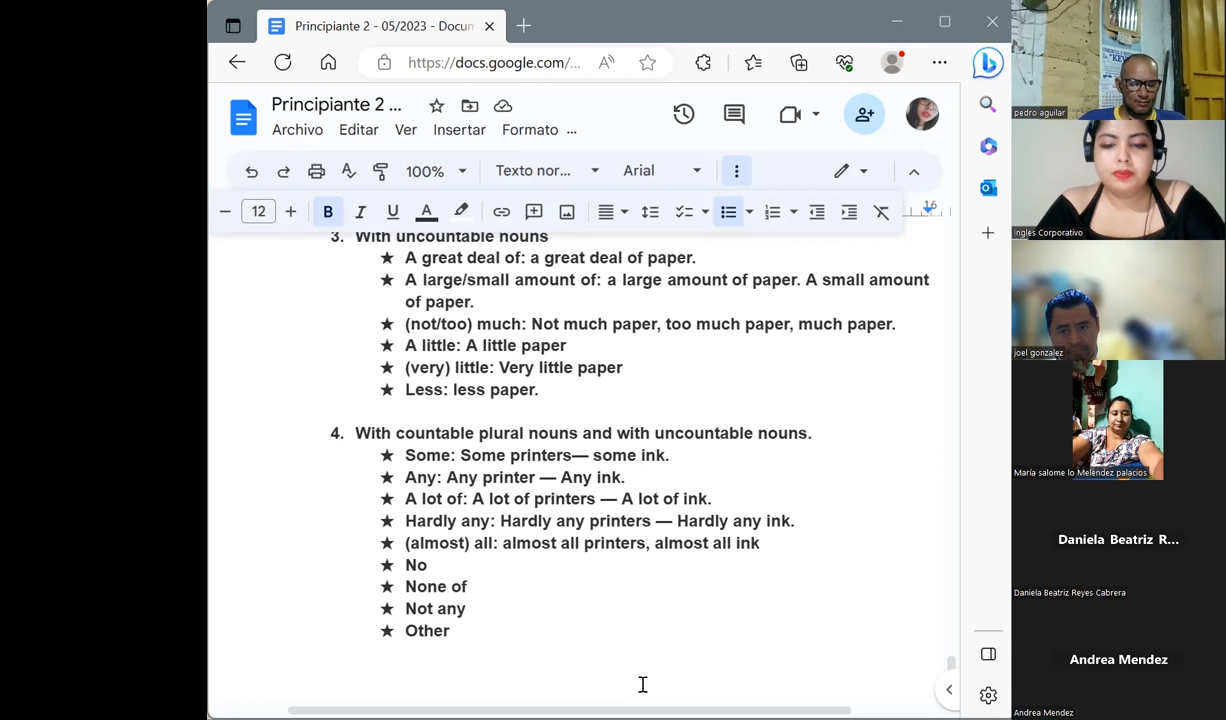 Principiante 2 - 05/2023 - Docum
https://docs.google.com/...
Principiante 2 ...
Archivo Editar Ver Insertar Formato ...
100% Texto nor... Arial
12
16
3. With uncountable nouns
★ A great deal of: a great deal of paper.
★ A large/small amount of: a large amount of paper. A small amount
of paper.
★ (not/too) much: Not much paper, too much paper, much paper.
★ A little: A little paper
★ (very) little: Very little paper
★ Less: less paper.
4. With countable plural nouns and with uncountable nouns.
★ Some: Some printers— some ink.
★ Any: Any printer — Any ink.
★ A lot of: A lot of printers — A lot of ink.
★ Hardly any: Hardly any printers — Hardly any ink.
★ (almost) all: almost all printers, almost all ink
★ No
★ None of
★ Not any
★ Other
pedro aguilar
Ingles Corporativo
joel gonzalez
María salome lo Meléndez palacios
Daniela Beatriz R...
Daniela Beatriz Reyes Cabrera
Andrea Mendez
Andrea Mendez